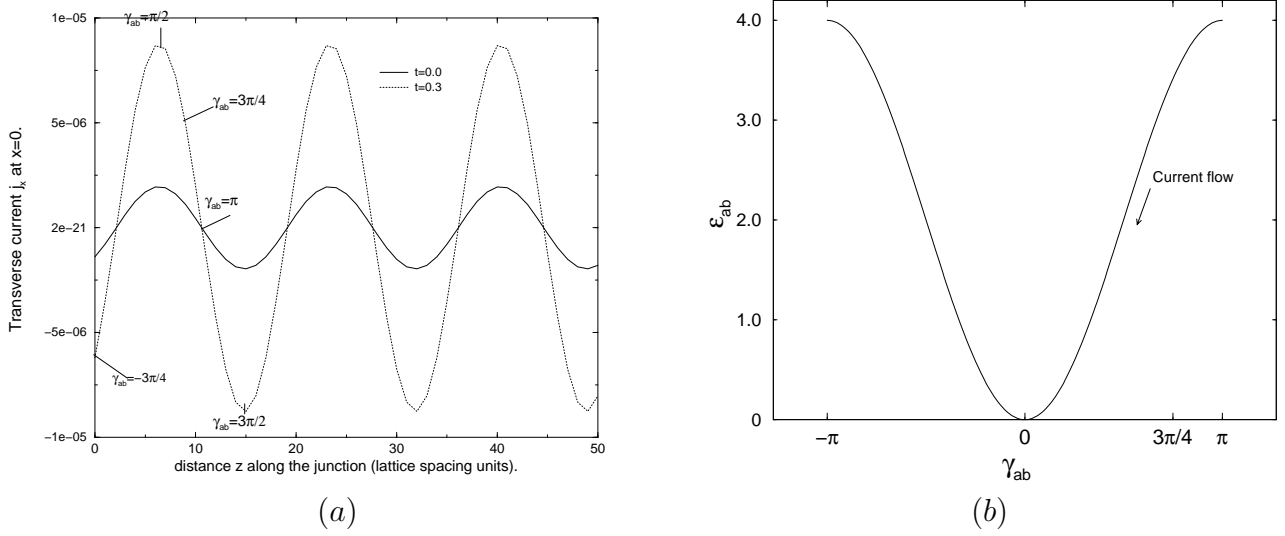 1e−05
γab=π/2
t=0.0
t=0.3
γab=3π/4
5e−06
γab=π
2e−21
−5e−06
γab=−3π/4
γab=3π/2
−1e−05
0 10 20 30 40 50
distance z along the junction (lattice spacing units).
Transverse current jx at x=0.
(a)
4.0
3.0
Current flow
εab
2.0
1.0
0
−π 0 3π/4 π
γab
(b)